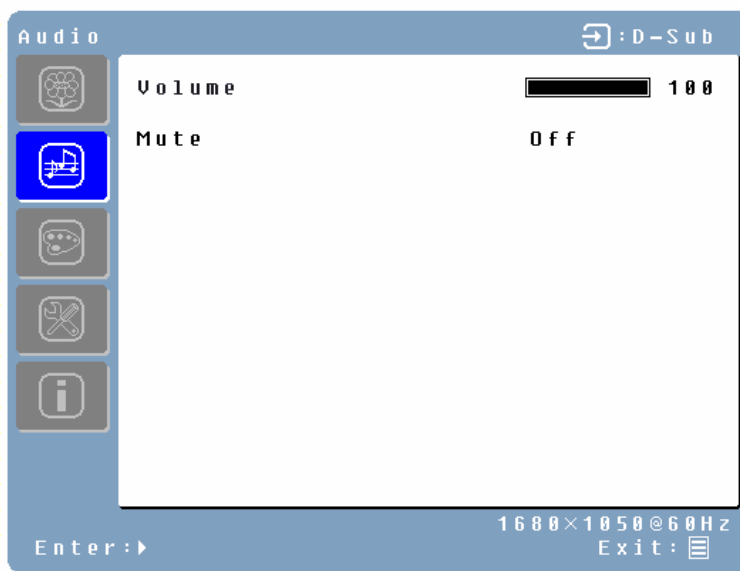 Audio :D-Sub
Volume 100
Mute Off
1680×1050@60Hz
Enter: Exit: